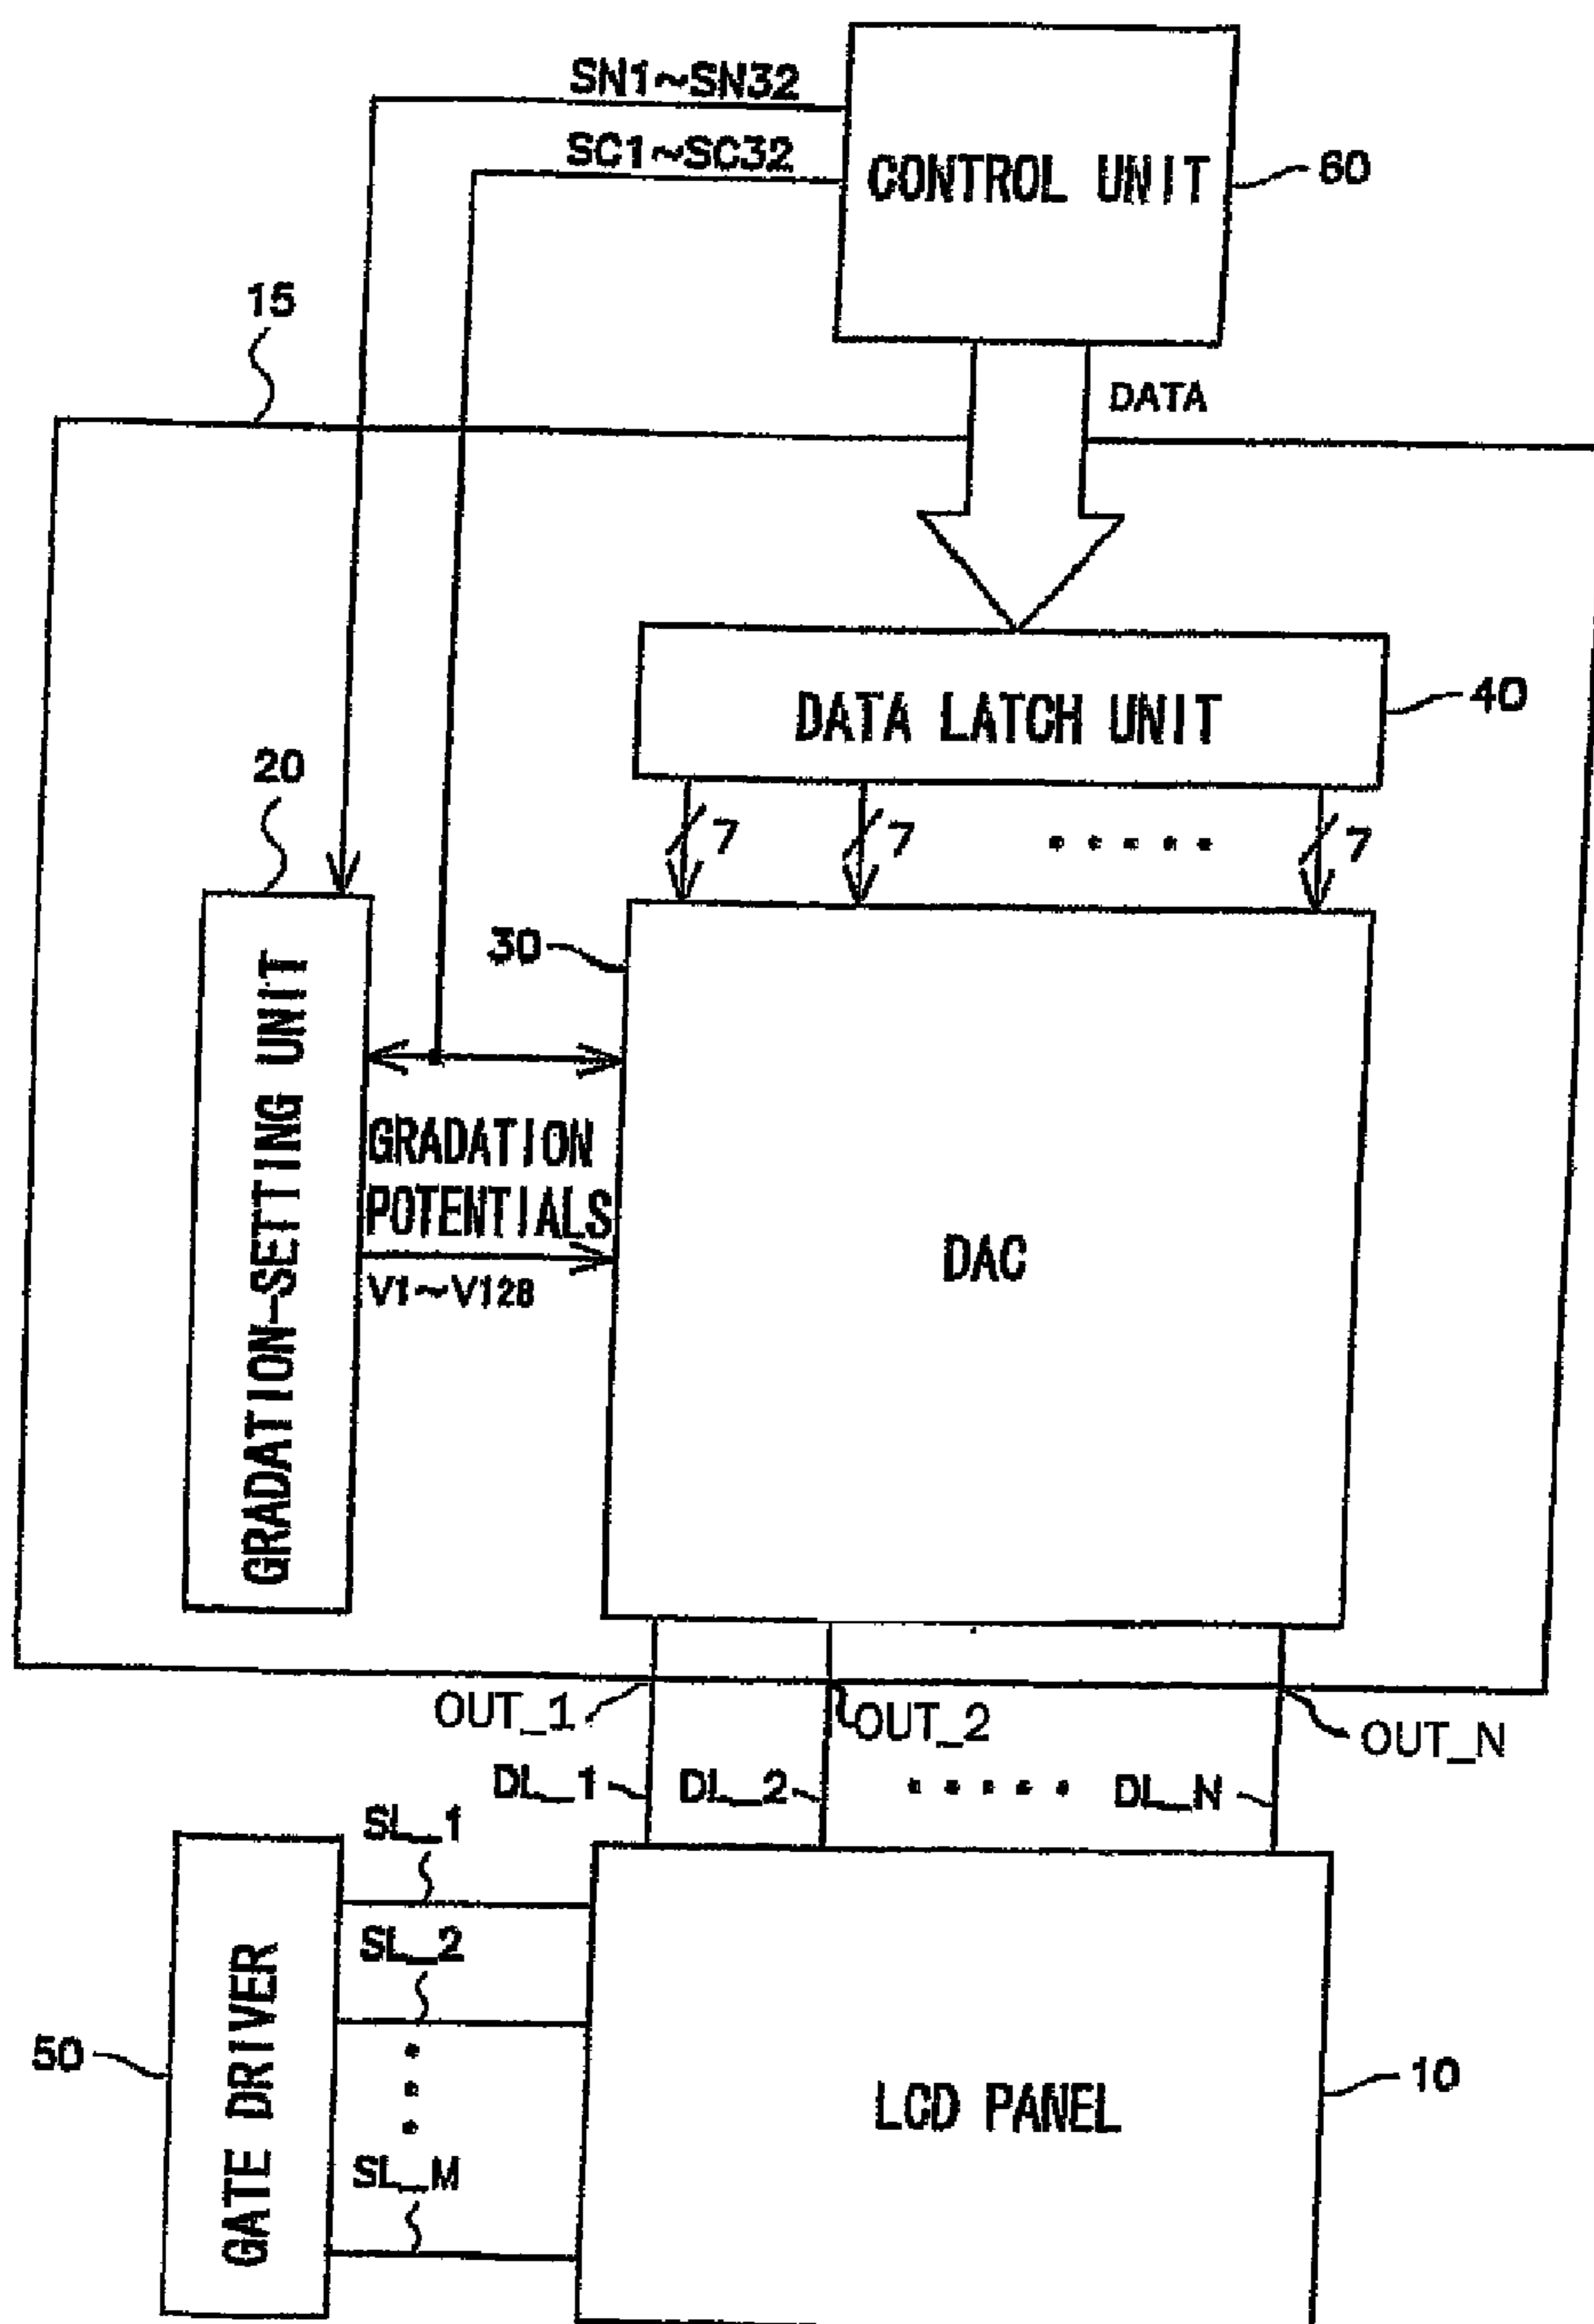 SN1~SN32
SC1~SC32
CONTROL UNIT
60
15
DATA
DATA LATCH UNIT
40
20
7
7
.....
7
30
GRADATION-SETTING UNIT
GRADATION
POTENTIALS
V1~V128
DAC
OUT_1
OUT_2
OUT_N
DL_1
DL_2
.....
DL_N
SL_1
SL_2
SL_M
50
GATE DRIVER
LCD PANEL
10